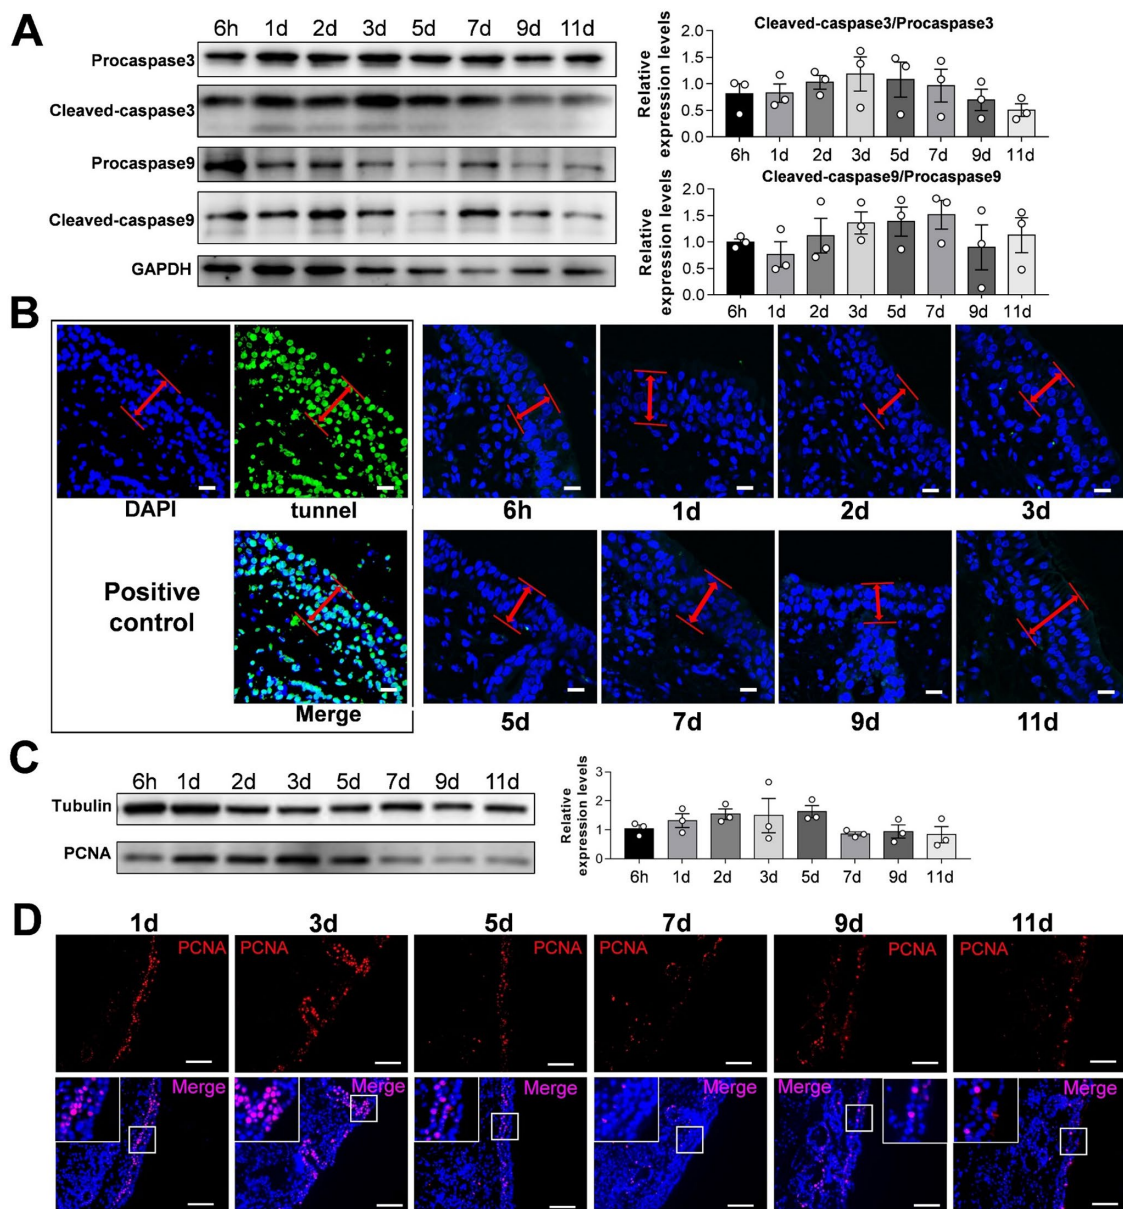 A
6h 1d 2d 3d 5d 7d 9d 11d
Procaspase3
Cleaved-caspase3
Procaspase9
Cleaved-caspase9
GAPDH
Cleaved-caspase3/Procaspase3
Relative
expression levels
2.0
1.5
1.0
0.5
0.0
6h 1d 2d 3d 5d 7d 9d 11d
Cleaved-caspase9/Procaspase9
Relative
expression levels
2.0
1.5
1.0
0.5
0.0
6h 1d 2d 3d 5d 7d 9d 11d
B
DAPI tunnel 6h 1d 2d 3d
Positive
control
Merge 5d 7d 9d 11d
C
6h 1d 2d 3d 5d 7d 9d 11d
Tubulin
PCNA
Relative
expression levels
3
2
1
0
6h 1d 2d 3d 5d 7d 9d 11d
D
1d 3d 5d 7d 9d 11d
PCNA PCNA PCNA PCNA PCNA PCNA
Merge Merge Merge Merge Merge Merge